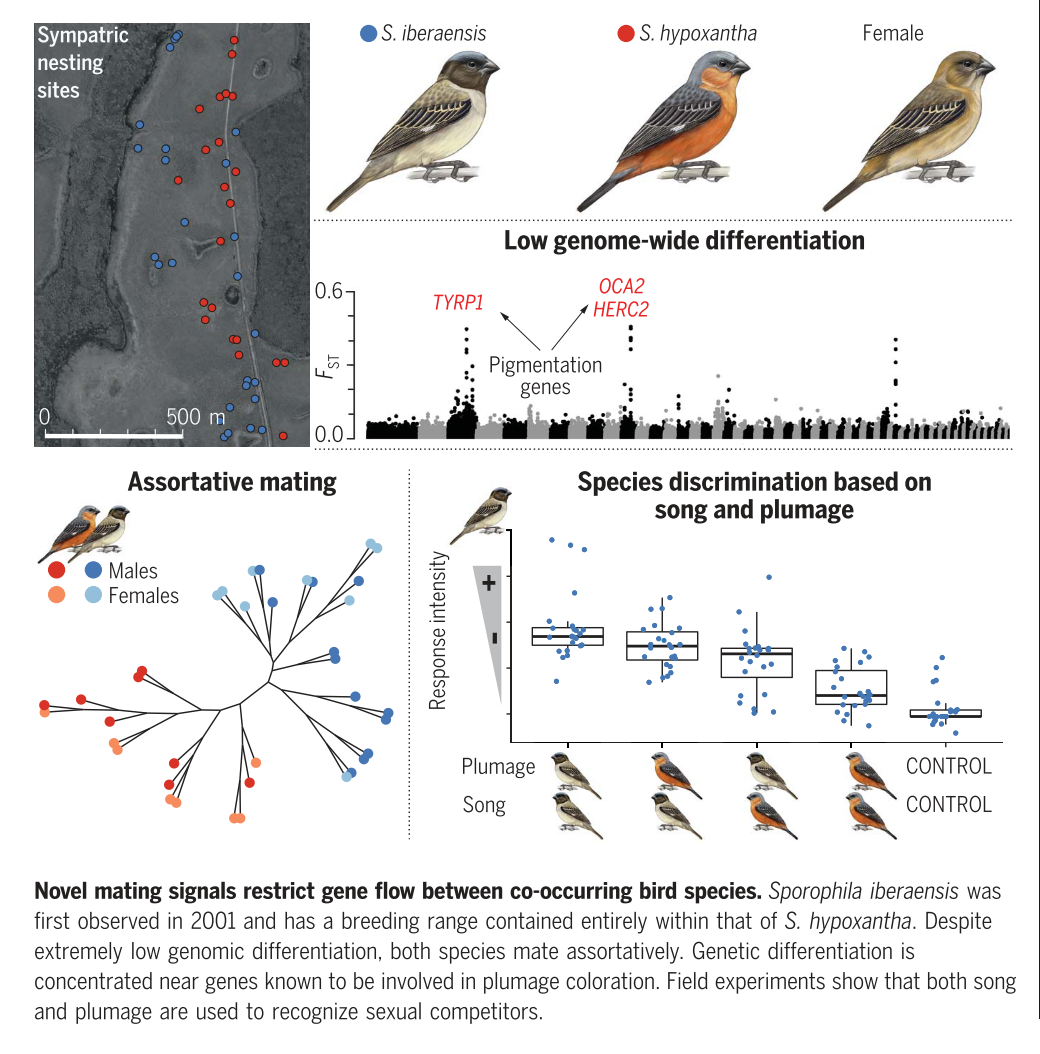 Sympatric
nesting
sites
0 500 m
S. iberaensis
S. hypoxantha
Female
Low genome-wide differentiation
0.6
0.0
FST
TYRP1
OCA2
HERC2
Pigmentation
genes
Assortative mating
Males
Females
Species discrimination based on
song and plumage
Response intensity
+
-
Plumage
CONTROL
Song
CONTROL
Novel mating signals restrict gene flow between co-occurring bird species. Sporophila iberaensis was
first observed in 2001 and has a breeding range contained entirely within that of S. hypoxantha. Despite
extremely low genomic differentiation, both species mate assortatively. Genetic differentiation is
concentrated near genes known to be involved in plumage coloration. Field experiments show that both song
and plumage are used to recognize sexual competitors.